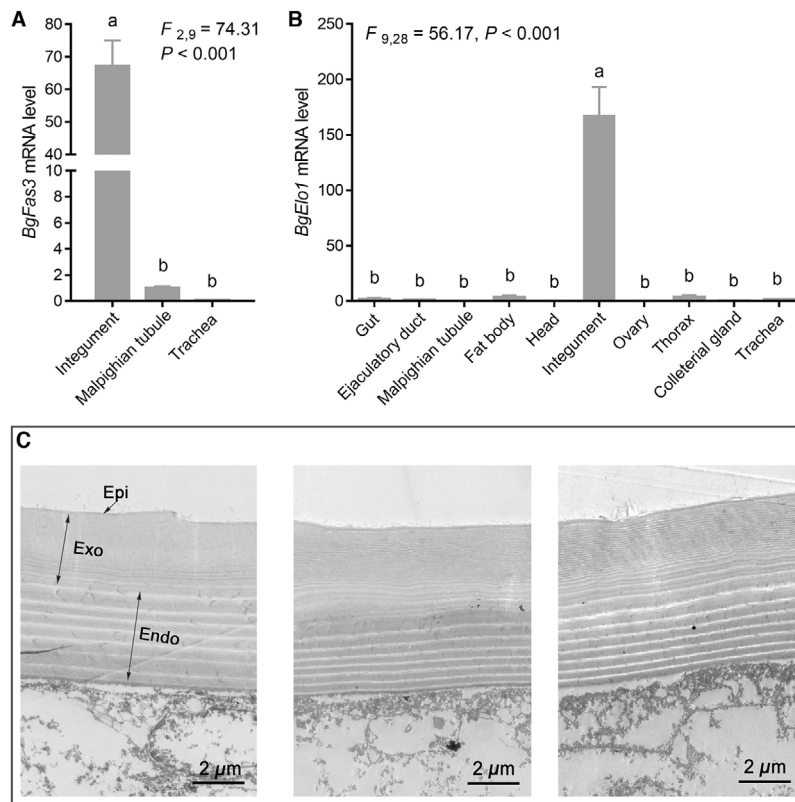 A
80
70
60
50
40
10
8
6
4
2
0
BgFas3 mRNA level
a
b
b
F 2,9 = 74.31
P < 0.001
Integument
Malpighian tubule
Trachea
B
250
200
150
100
50
0
BgElo1 mRNA level
F 9,28 = 56.17, P < 0.001
b
b
b
b
b
a
b
b
b
b
Gut
Ejaculatory duct
Malpighian tubule
Fat body
Head
Integument
Ovary
Thorax
Colleterial gland
Trachea
C
Epi
Exo
Endo
2 µm
2 µm
2 µm